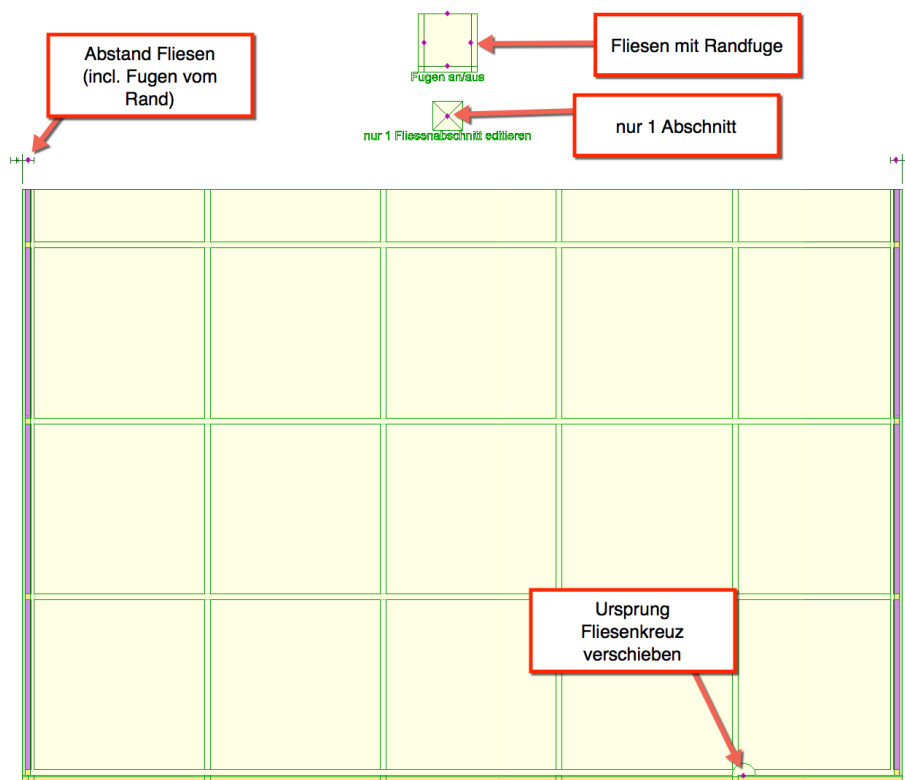 Abstand Fliesen
(incl. Fugen vom
Rand)
Fliesen mit Randfuge
Fugen an/aus
nur 1 Abschnitt
nur 1 Fliesenabschnitt editieren
Ursprung
Fliesenkreuz
verschieben